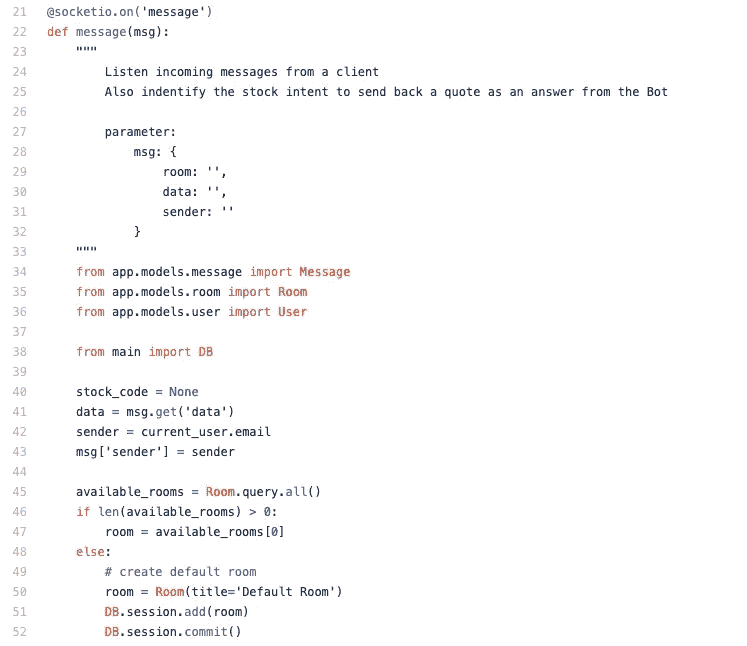 21 @socketio.on('message')
22 def message(msg):
23     """
24         Listen incoming messages from a client
25         Also indentify the stock intent to send back a quote as an answer from the Bot
26
27         parameter:
28             msg: {
29                 room: '',
30                 data: '',
31                 sender: ''
32             }
33     """
34     from app.models.message import Message
35     from app.models.room import Room
36     from app.models.user import User
37
38     from main import DB
39
40     stock_code = None
41     data = msg.get('data')
42     sender = current_user.email
43     msg['sender'] = sender
44
45     available_rooms = Room.query.all()
46     if len(available_rooms) > 0:
47         room = available_rooms[0]
48     else:
49         # create default room
50         room = Room(title='Default Room')
51         DB.session.add(room)
52         DB.session.commit()